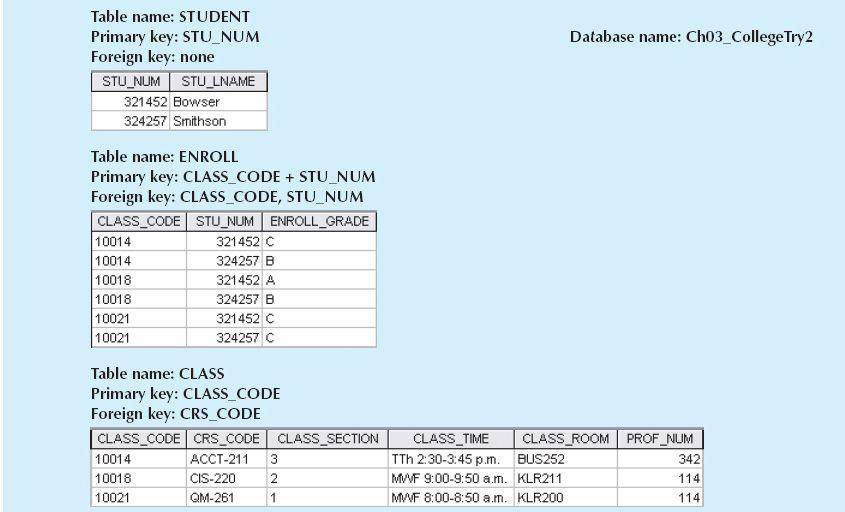 Table name: STUDENT
Primary key: STU_NUM
Database name: Ch03_CollegeTry2
Foreign key: none
STU_NUM STU_LNAME
321452 Bowser
324257 Smithson
Table name: ENROLL
Primary key: CLASS_CODE + STU_NUM
Foreign key: CLASS_CODE, STU_NUM
CLASS_CODE STU_NUM ENROLL_GRADE
10014 321452 C
10014 324257 B
10018 321452 A
10018 324257 B
10021 321452 C
10021 324257 C
Table name: CLASS
Primary key: CLASS_CODE
Foreign key: CRS_CODE
CLASS_CODE CRS_CODE CLASS_SECTION CLASS_TIME CLASS_ROOM PROF_NUM
10014 ACCT-211 3 TTh 2:30-3:45 p.m. BUS252 342
10018 CIS-220 2 MWF 9:00-9:50 a.m. KLR211 114
10021 QM-261 1 MWF 8:00-8:50 a.m. KLR200 114